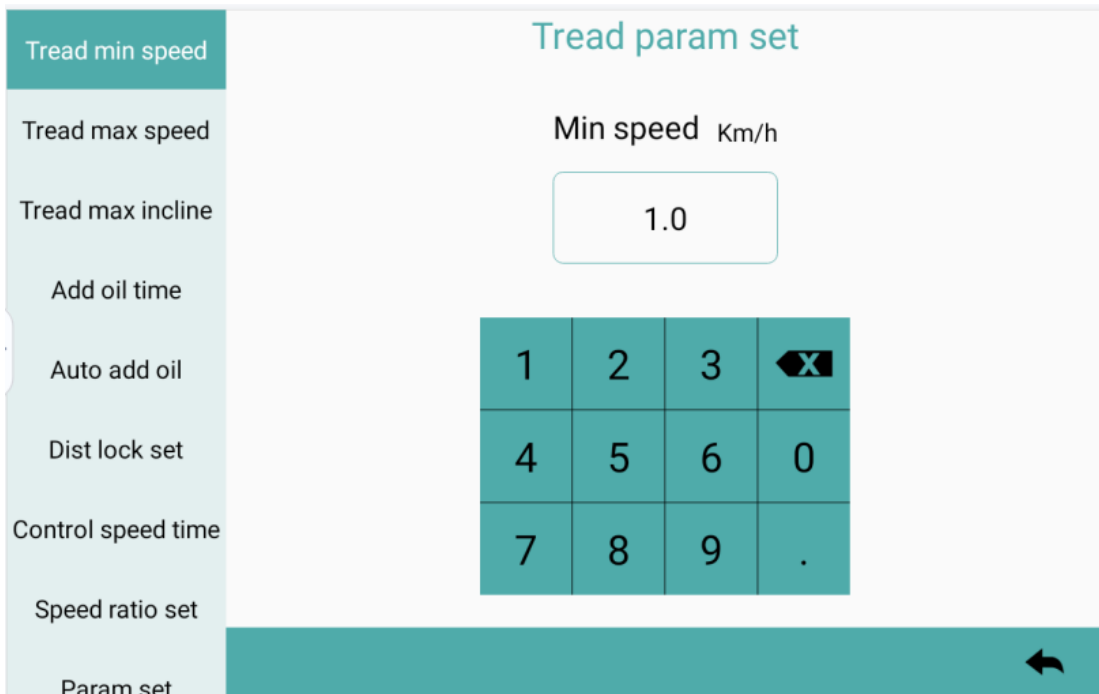 Tread min speed
Tread max speed
Tread max incline
Add oil time
Auto add oil
Dist lock set
Control speed time
Speed ratio set
Param set
Tread param set
Min speed Km/h
1.0
1 2 3 X
4 5 6 0
7 8 9 .